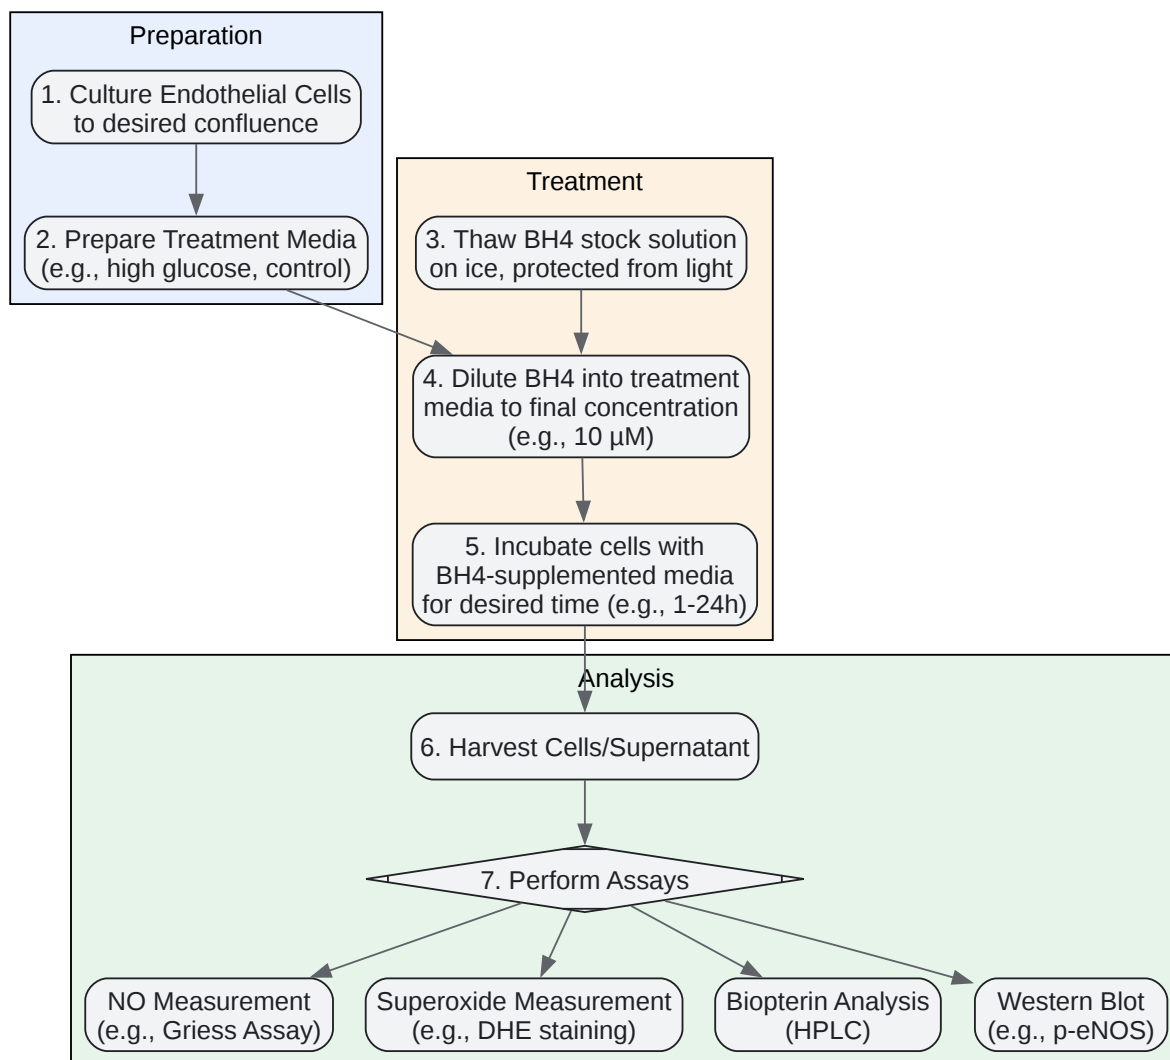 Preparation
1. Culture Endothelial Cells
to desired confluence
2. Prepare Treatment Media
(e.g., high glucose, control)
Treatment
3. Thaw BH4 stock solution
on ice, protected from light
4. Dilute BH4 into treatment
media to final concentration
(e.g., 10 µM)
5. Incubate cells with
BH4-supplemented media
for desired time (e.g., 1-24h)
Analysis
6. Harvest Cells/Supernatant
7. Perform Assays
NO Measurement
(e.g., Griess Assay)
Superoxide Measurement
(e.g., DHE staining)
Biopterin Analysis
(HPLC)
Western Blot
(e.g., p-eNOS)